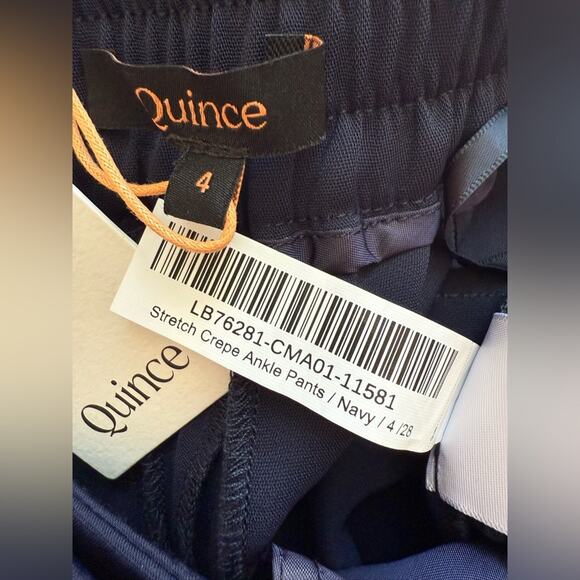 Quince
4
LB76281-CMA01-11581
Stretch Crepe Ankle Pants / Navy / 4 /28
Quince